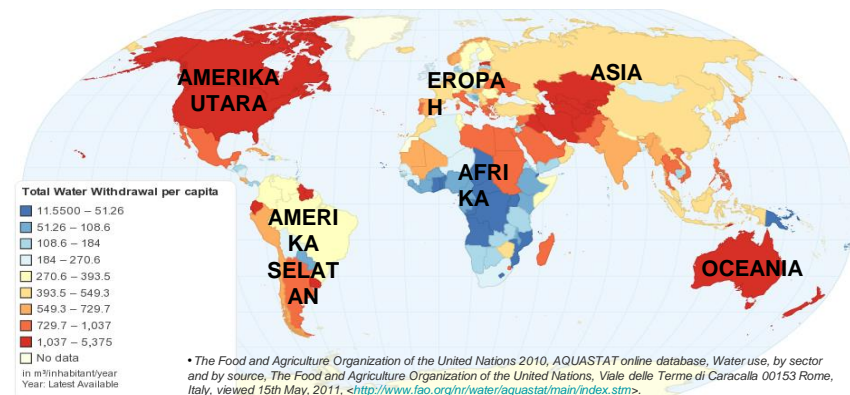 AMERIKA
UTARA
EROPA
H
ASIA
AFRI
KA
AMERI
KA
SELAT
AN
OCEANIA
Total Water Withdrawal per capita
11.5500 – 51.26
51.26 – 108.6
108.6 – 184
184 – 270.6
270.6 – 393.5
393.5 – 549.3
549.3 – 729.7
729.7 – 1,037
1,037 – 5,375
No data
in m³/inhabitant/year
Year: Latest Available
• The Food and Agriculture Organization of the United Nations 2010, AQUASTAT online database, Water use, by sector
and by source, The Food and Agriculture Organization of the United Nations, Viale delle Terme di Caracalla 00153 Rome,
Italy, viewed 15th May, 2011, <http://www.fao.org/nr/water/aquastat/main/index.stm>.